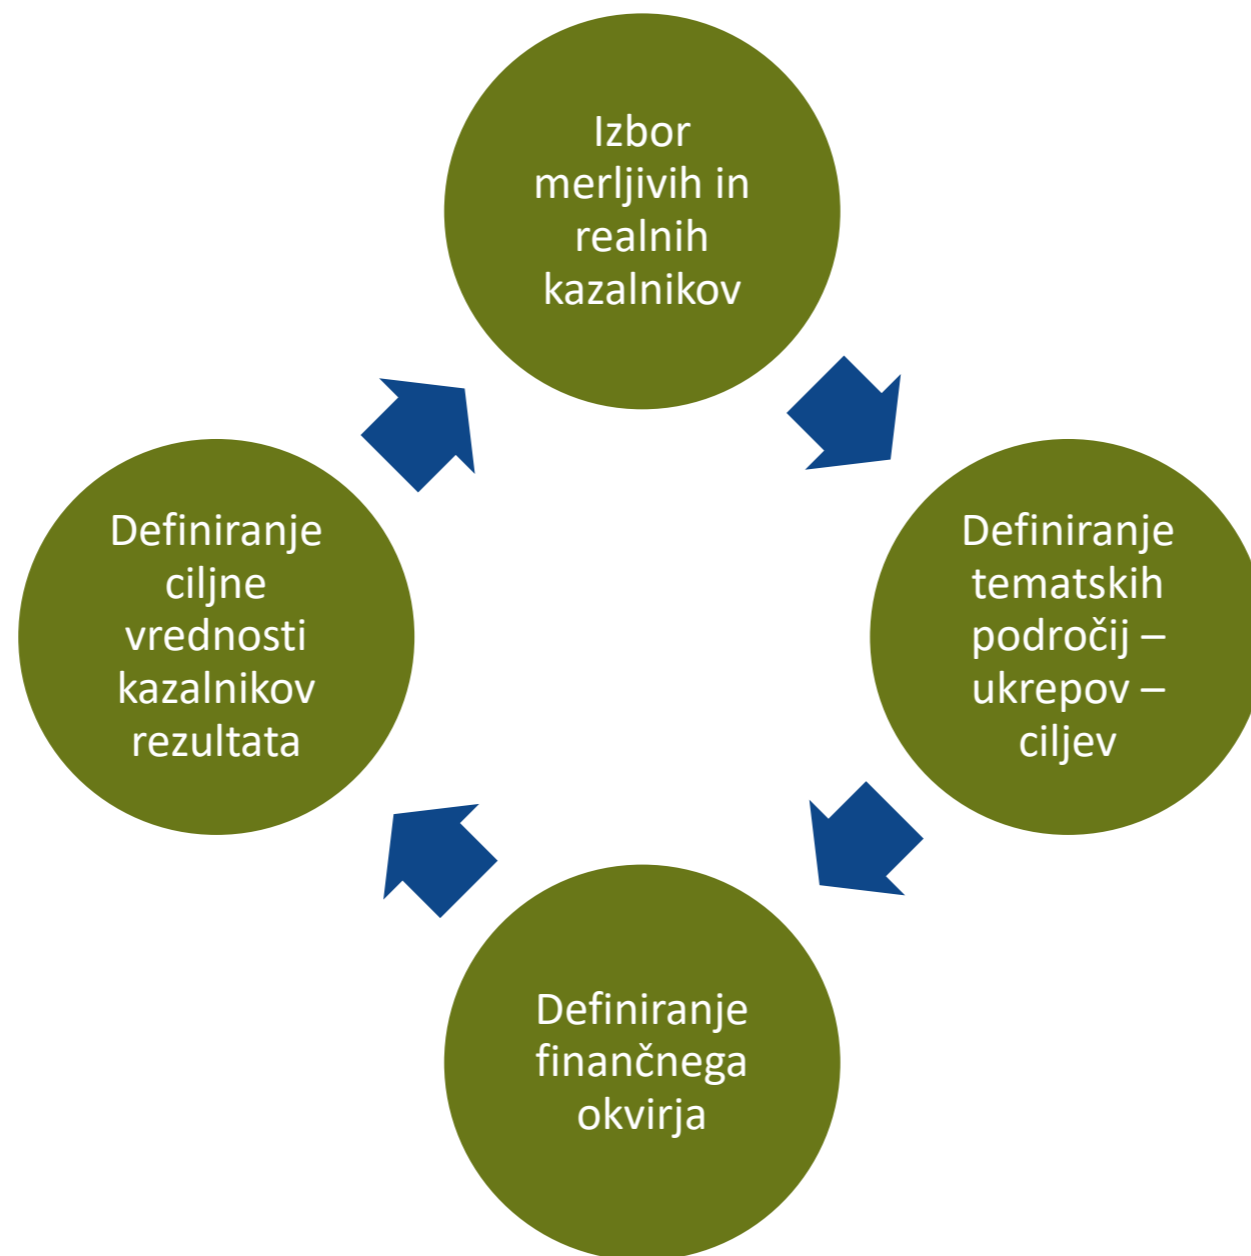 Izbor
merljivih in
realnih
kazalnikov
Definiranje
tematskih
področij –
ukrepov –
ciljev
Definiranje
finančnega
okvirja
Definiranje
ciljne
vrednosti
kazalnikov
rezultata